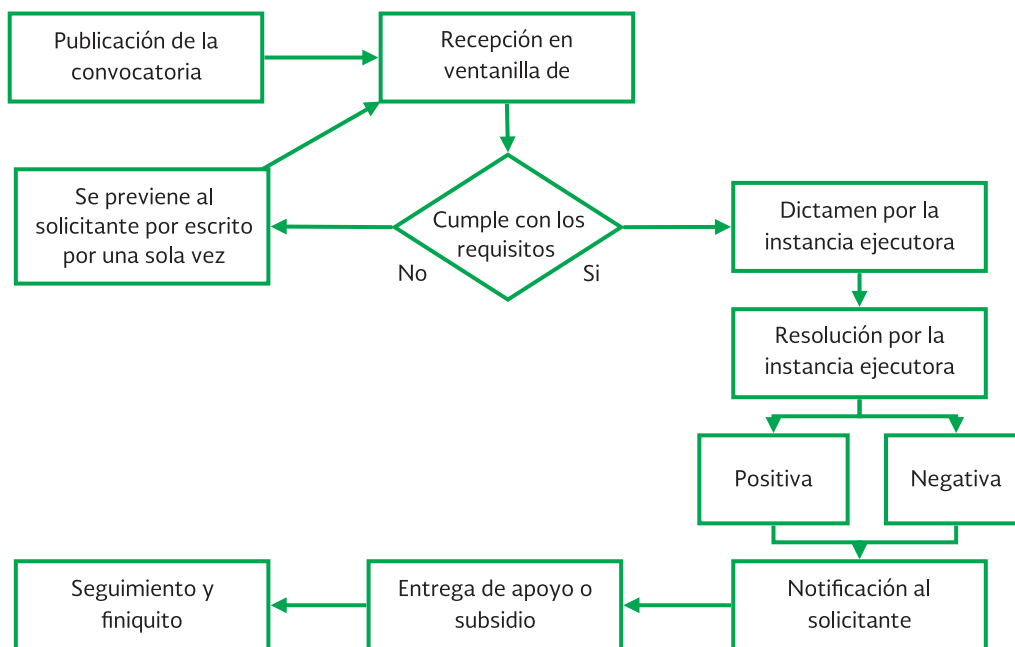 Publicación de la
convocatoria
Recepción en
ventanilla de
Se previene al
solicitante por escrito
por una sola vez
Cumple con los
requisitos
No
Si
Dictamen por la
instancia ejecutora
Resolución por la
instancia ejecutora
Positiva
Negativa
Notificación al
solicitante
Entrega de apoyo o
subsidio
Seguimiento y
finiquito